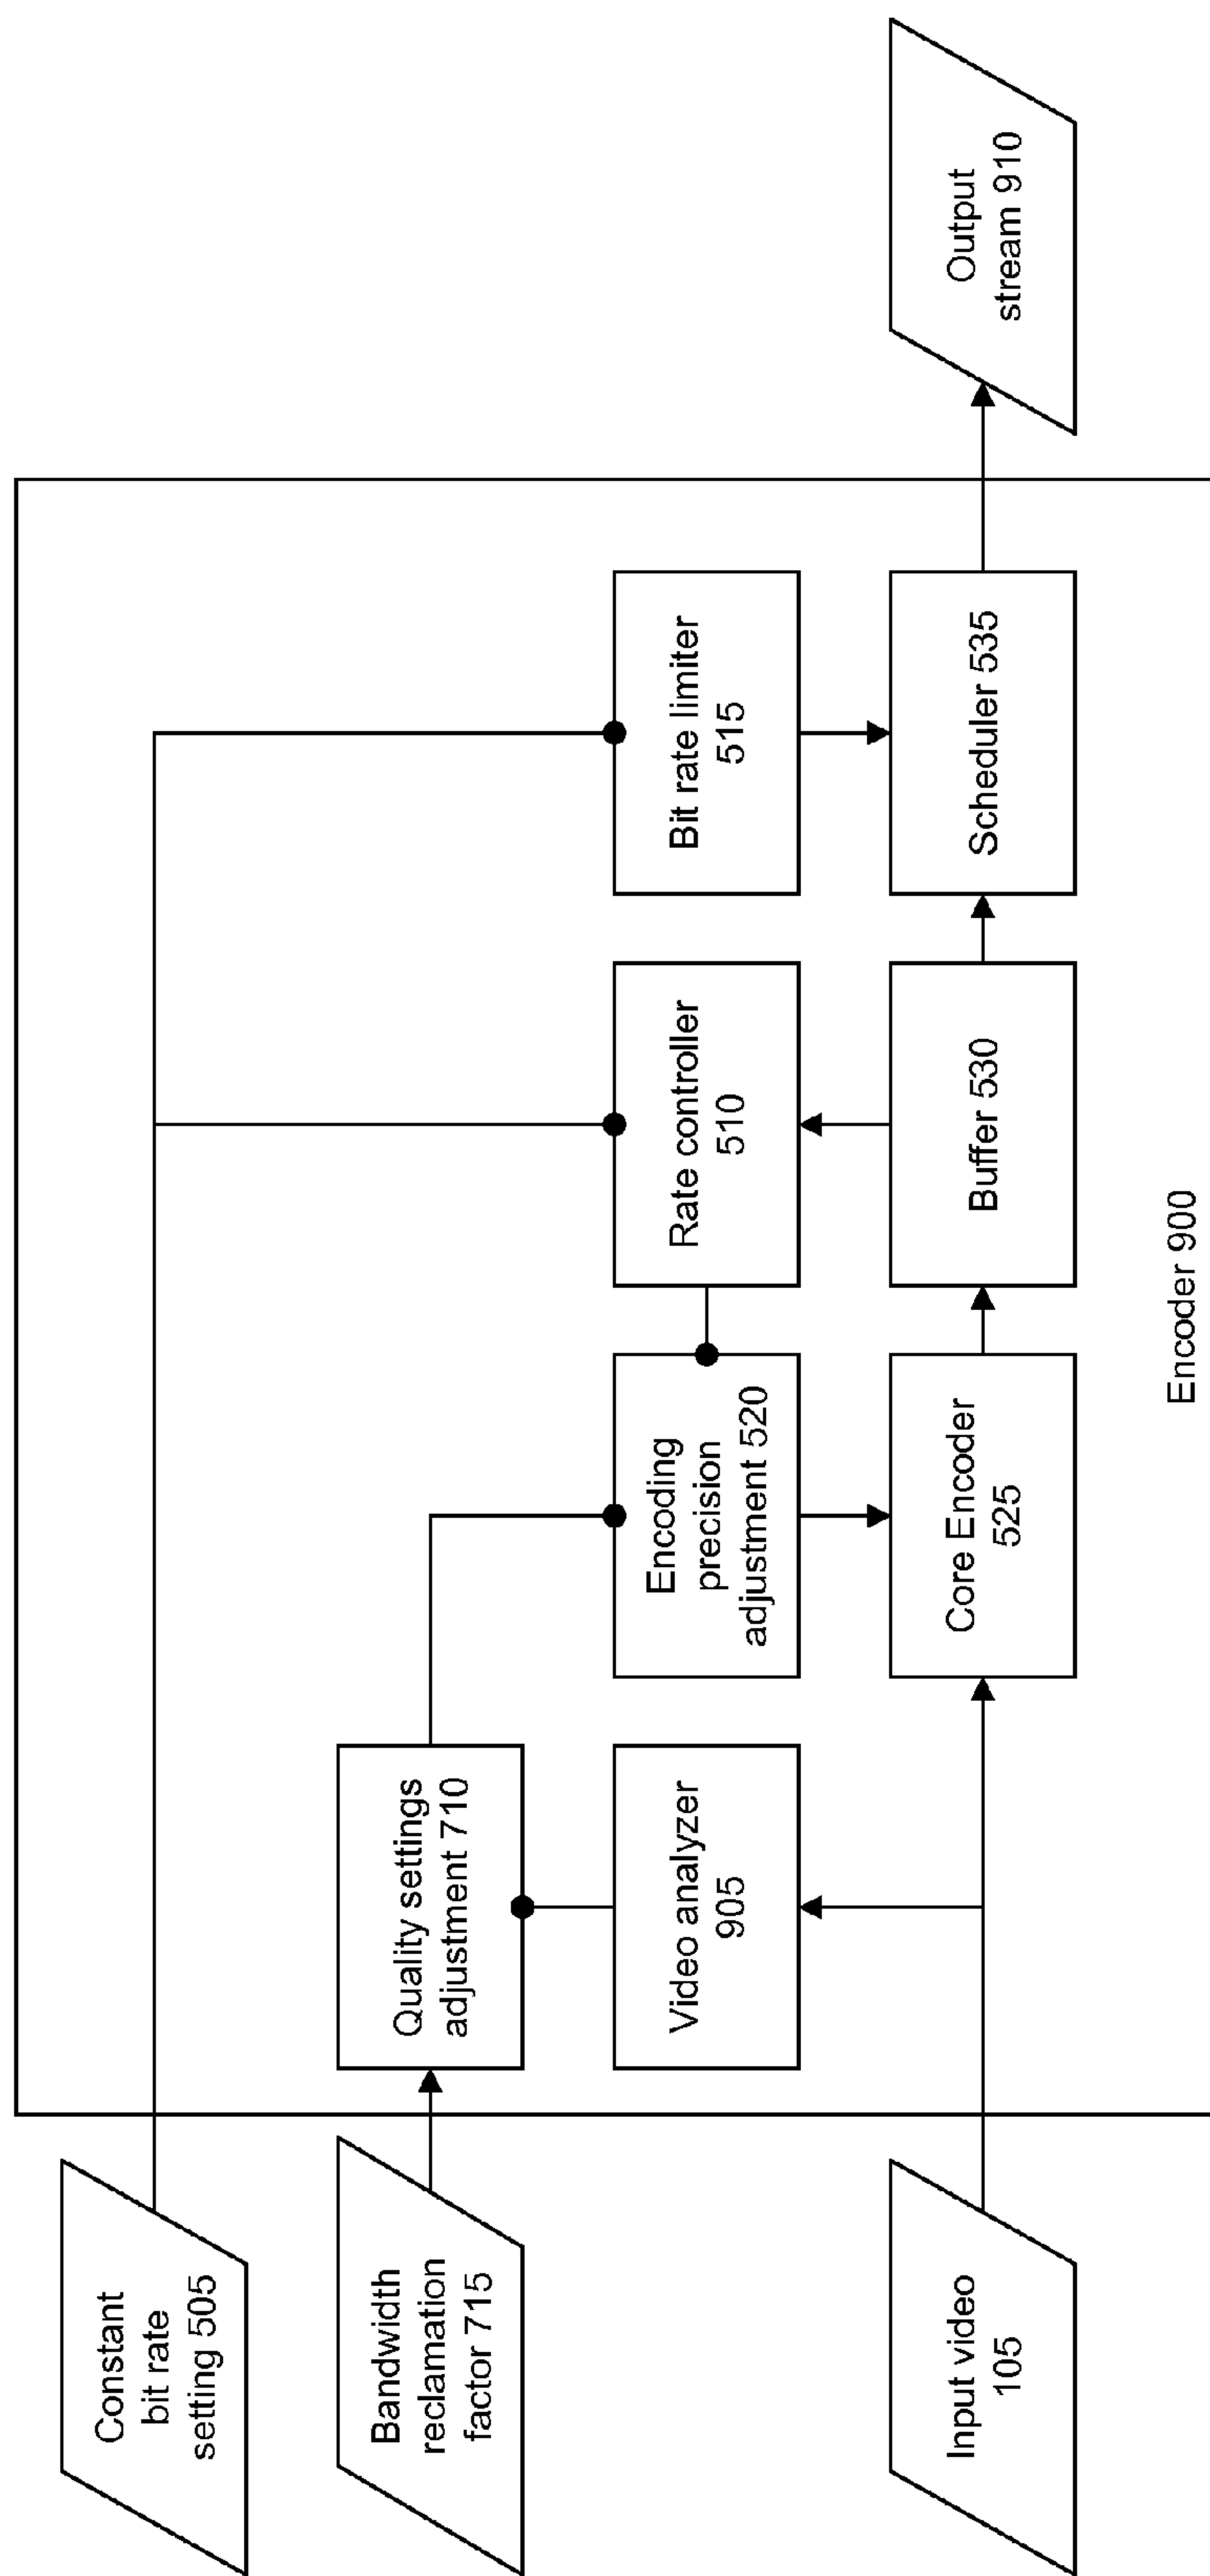 Constant
bit rate
setting 505
Bandwidth
reclamation
factor 715
Input video
105
Quality settings
adjustment 710
Video analyzer
905
Encoding
precision
adjustment 520
Core Encoder
525
Rate controller
510
Buffer 530
Bit rate limiter
515
Scheduler 535
Output
stream 910
Encoder 900